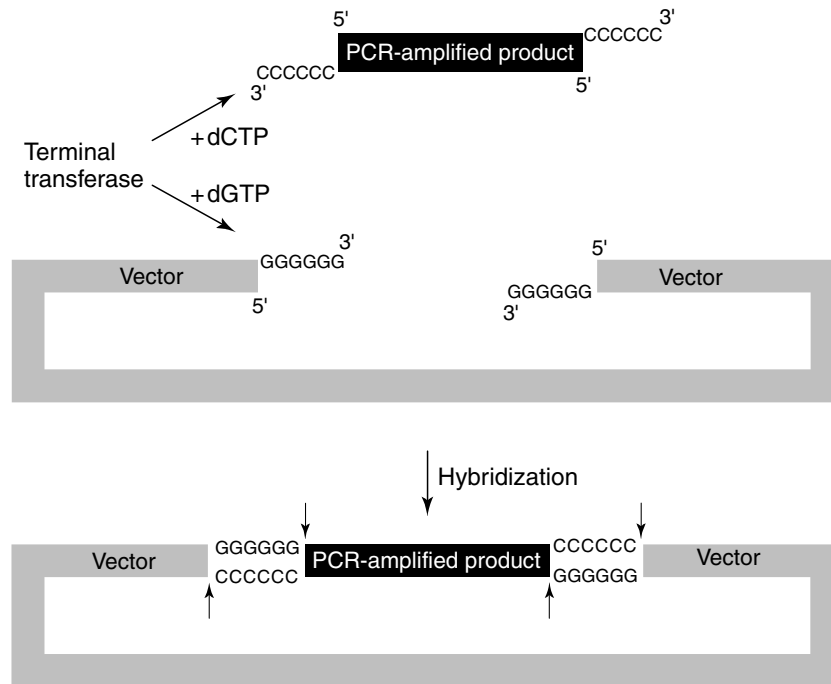 5' 3'
CCCCCC
PCR-amplified product
CCCCCC
3' 5'
+dCTP
Terminal
transferase
+dGTP
3' 5'
Vector GGGGGG Vector
GGGGGG
5' 3'
Hybridization
Vector GGGGGG PCR-amplified product CCCCCC Vector
CCCCCC GGGGGG